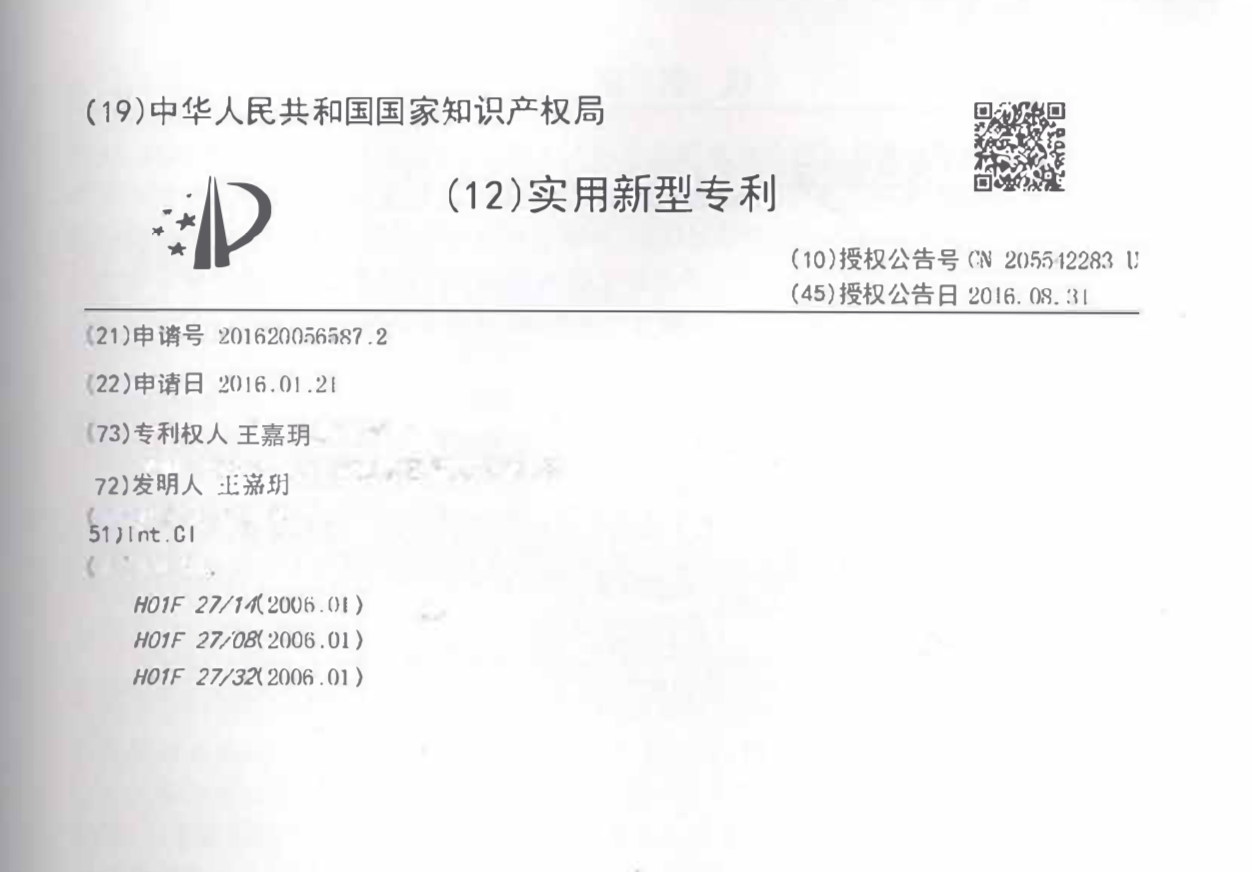 (19)中华人民共和国国家知识产权局
(12)实用新型专利
(10)授权公告号 CN 205542283 U
(45)授权公告日 2016.08.31
(21)申请号 201620056587.2
(22)申请日 2016.01.21
(73)专利权人 王嘉玥
72)发明人 王嘉玥
(
51)Int.Cl
(
H01F 27/14(2006.01)
H01F 27/08(2006.01)
H01F 27/32(2006.01)